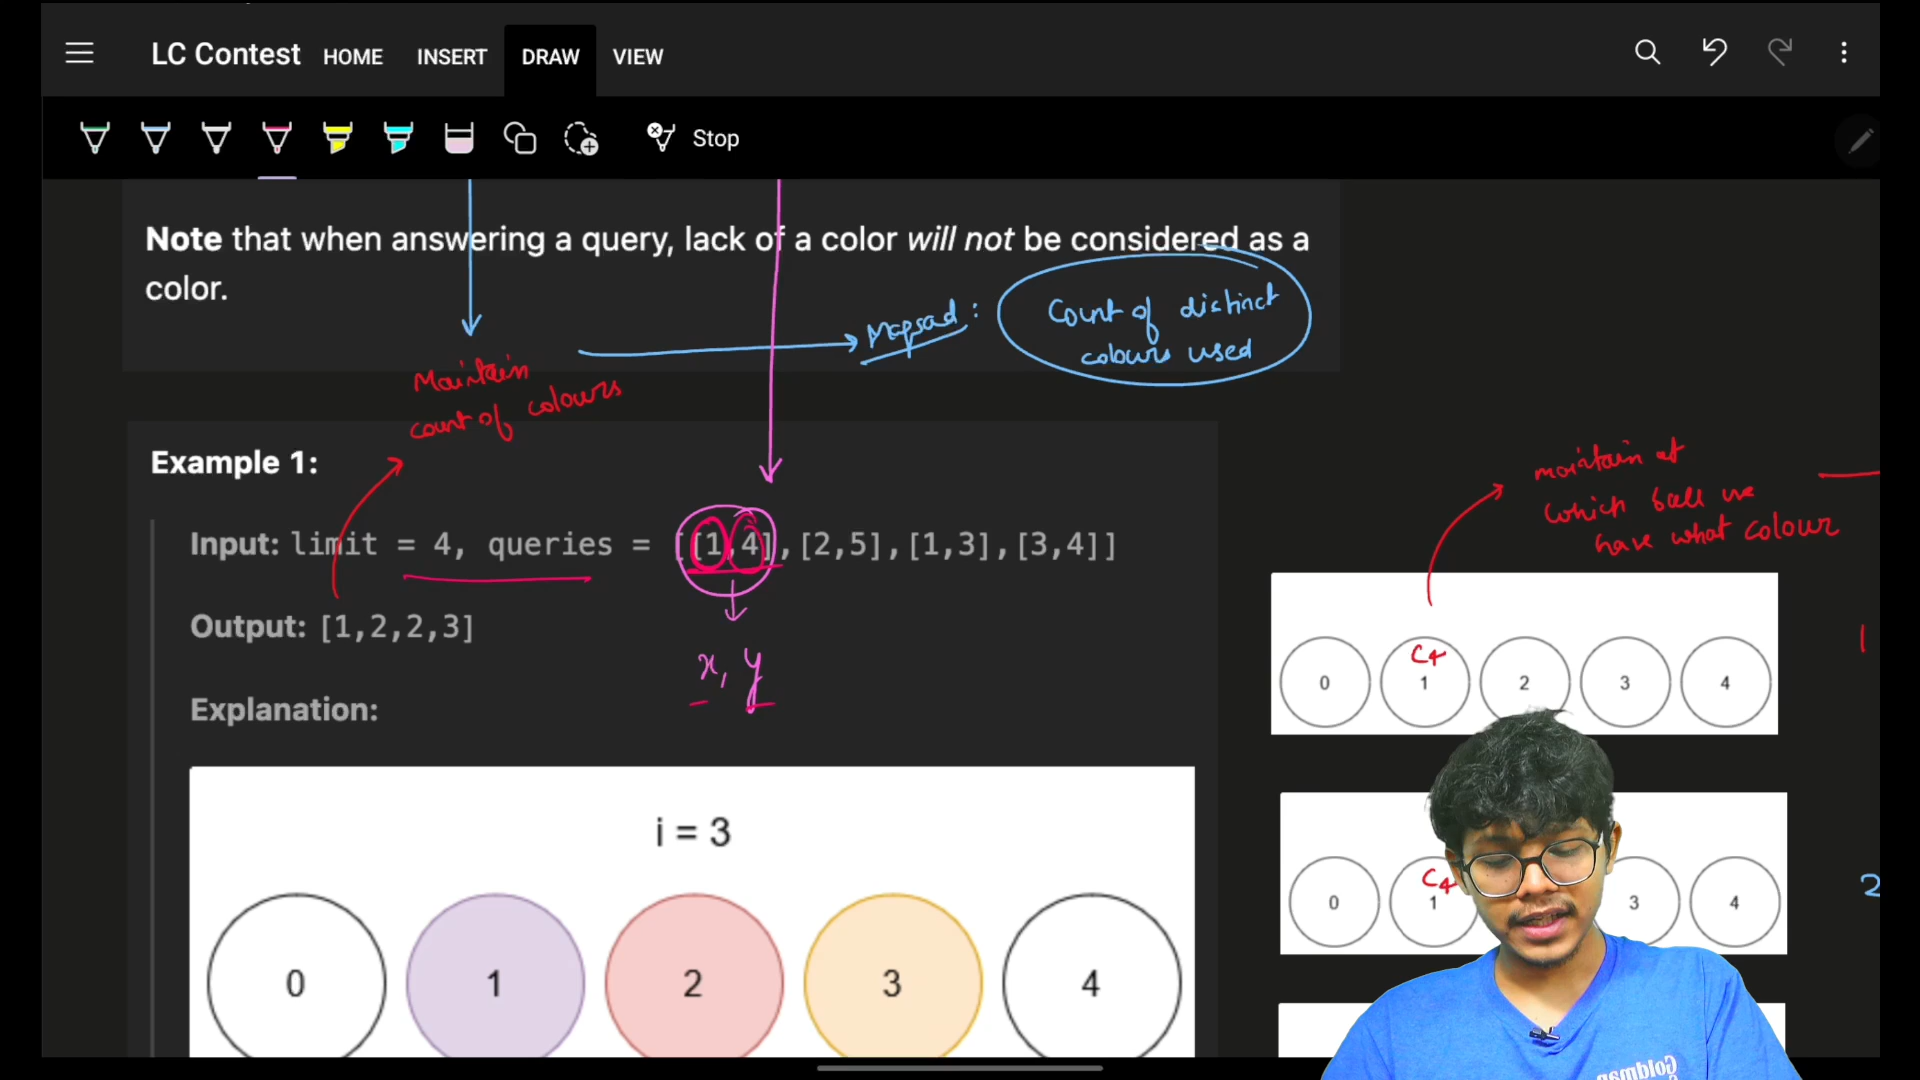 LC Contest HOME INSERT DRAW VIEW
Stop
Note that when answering a query, lack of a color will not be considered as a
color.
Mapsad : Count of distinct
colours used
Maintain
count of colours
Example 1:
Input: limit = 4, queries = [[1,4],[2,5],[1,3],[3,4]]
Output: [1,2,2,3]
x, y
Explanation:
i = 3
0 1 2 3 4
maintain at
which ball we
have what colour
C4
0 1 2 3 4
1
C4
0 1 3 4
2